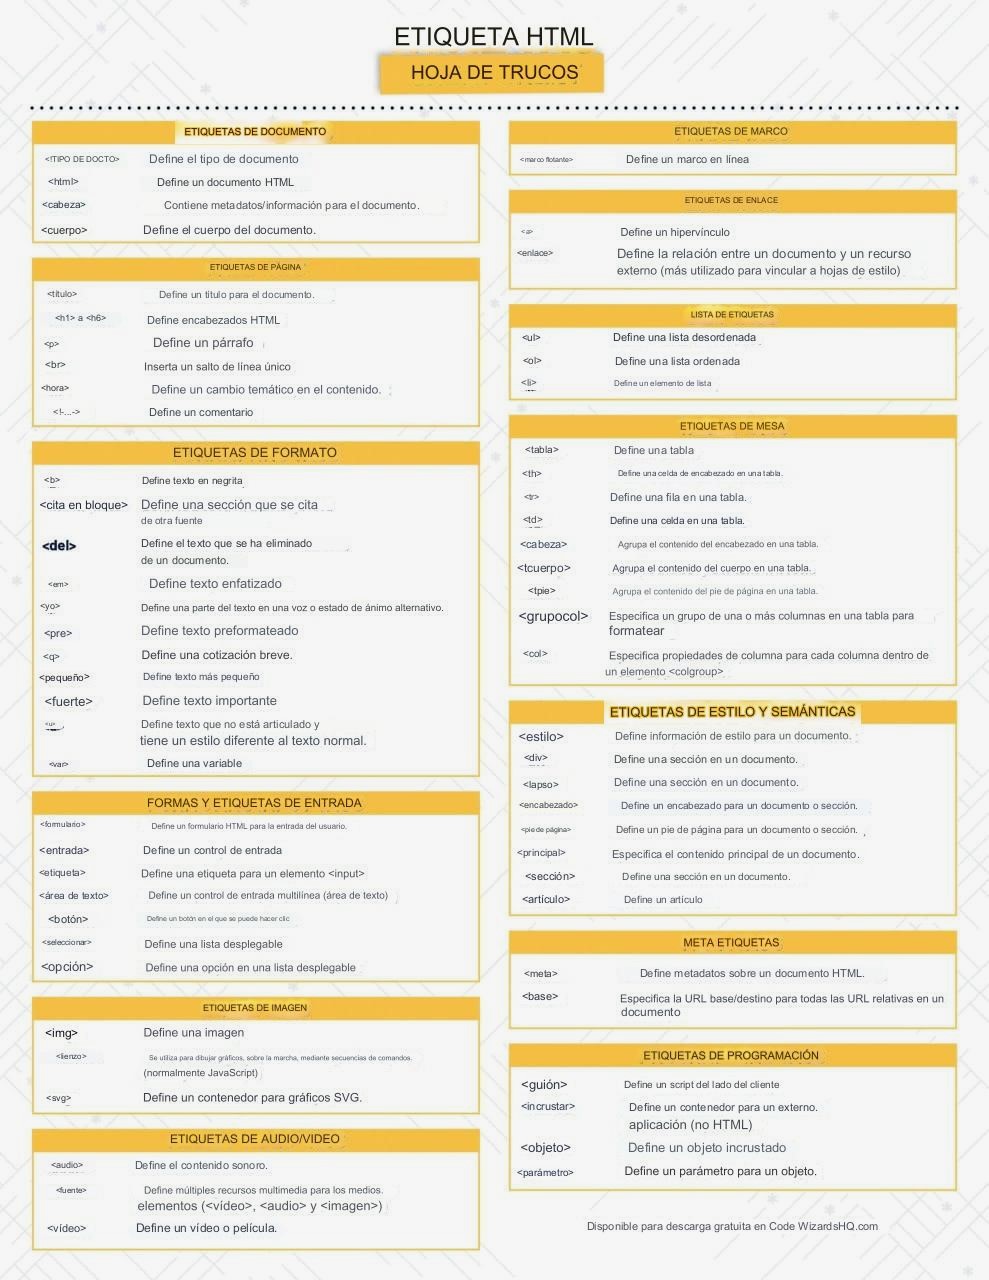 ETIQUETA HTML
HOJA DE TRUCOS
ETIQUETAS DE DOCUMENTO
<!TIPO DE DOCTO> Define el tipo de documento
<html> Define un documento HTML
<cabeza> Contiene metadatos/información para el documento.
<cuerpo> Define el cuerpo del documento.
ETIQUETAS DE PÁGINA
<título> Define un título para el documento.
<h1> a <h6> Define encabezados HTML
<p> Define un párrafo
<br> Inserta un salto de línea único
<hora> Define un cambio temático en el contenido.
<!-...-> Define un comentario
ETIQUETAS DE FORMATO
<b> Define texto en negrita
<cita en bloque> Define una sección que se cita
de otra fuente
<del> Define el texto que se ha eliminado
de un documento.
<em> Define texto enfatizado
<yo> Define una parte del texto en una voz o estado de ánimo alternativo.
<pre> Define texto preformateado
<q> Define una cotización breve.
<pequeño> Define texto más pequeño
<fuerte> Define texto importante
<u> Define texto que no está articulado y
tiene un estilo diferente al texto normal.
<var> Define una variable
FORMAS Y ETIQUETAS DE ENTRADA
<formulario> Define un formulario HTML para la entrada del usuario.
<entrada> Define un control de entrada
<etiqueta> Define una etiqueta para un elemento <input>
<área de texto> Define un control de entrada multilínea (área de texto)
<botón> Define un botón en el que se puede hacer clic
<seleccionar> Define una lista desplegable
<opción> Define una opción en una lista desplegable
ETIQUETAS DE IMAGEN
<img> Define una imagen
<lienzo> Se utiliza para dibujar gráficos, sobre la marcha, mediante secuencias de comandos.
(normalmente JavaScript)
<svg> Define un contenedor para gráficos SVG.
ETIQUETAS DE AUDIO/VIDEO
<audio> Define el contenido sonoro.
<fuente> Define múltiples recursos multimedia para los medios.
elementos (<vídeo>, <audio> y <imagen>)
<vídeo> Define un vídeo o película.
ETIQUETAS DE MARCO
<marco flotante> Define un marco en línea
ETIQUETAS DE ENLACE
<a> Define un hipervínculo
<enlace> Define la relación entre un documento y un recurso
externo (más utilizado para vincular a hojas de estilo)
LISTA DE ETIQUETAS
<ul> Define una lista desordenada
<ol> Define una lista ordenada
<li> Define un elemento de lista
ETIQUETAS DE MESA
<tabla> Define una tabla
<th> Define una celda de encabezado en una tabla.
<tr> Define una fila en una tabla.
<td> Define una celda en una tabla.
<cabeza> Agrupa el contenido del encabezado en una tabla.
<tcuerpo> Agrupa el contenido del cuerpo en una tabla.
<tpie> Agrupa el contenido del pie de página en una tabla.
<grupocol> Especifica un grupo de una o más columnas en una tabla para
formatear
<col> Especifica propiedades de columna para cada columna dentro de
un elemento <colgroup>
ETIQUETAS DE ESTILO Y SEMÁNTICAS
<estilo> Define información de estilo para un documento.
<div> Define una sección en un documento.
<lapso> Define una sección en un documento.
<encabezado> Define un encabezado para un documento o sección.
<pie de página> Define un pie de página para un documento o sección.
<principal> Especifica el contenido principal de un documento.
<sección> Define una sección en un documento.
<artículo> Define un artículo
META ETIQUETAS
<meta> Define metadatos sobre un documento HTML.
<base> Especifica la URL base/destino para todas las URL relativas en un
documento
ETIQUETAS DE PROGRAMACIÓN
<guión> Define un script del lado del cliente
<incrustar> Define un contenedor para un externo.
aplicación (no HTML)
<objeto> Define un objeto incrustado
<parámetro> Define un parámetro para un objeto.
Disponible para descarga gratuita en Code WizardsHQ.com